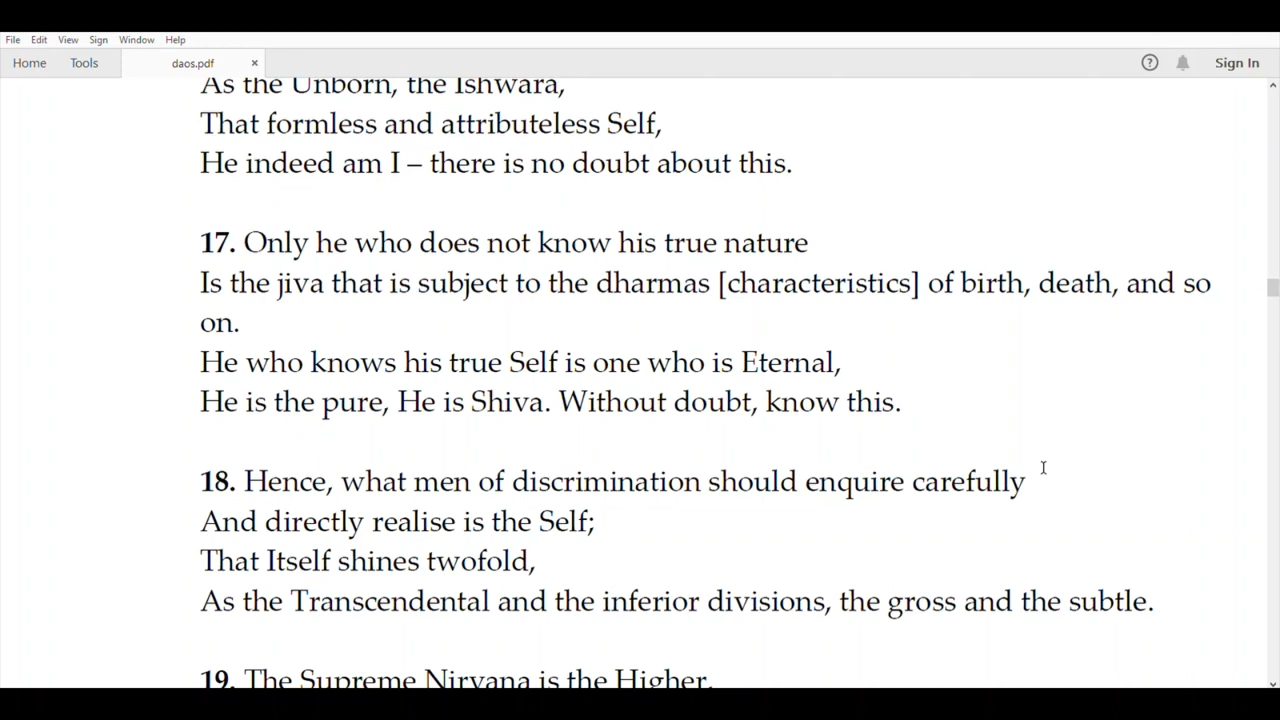 File Edit View Sign Window Help
Home Tools daos.pdf × ? Sign In
As the Unborn, the Ishwara,
That formless and attributeless Self,
He indeed am I – there is no doubt about this.
17. Only he who does not know his true nature
Is the jiva that is subject to the dharmas [characteristics] of birth, death, and so
on.
He who knows his true Self is one who is Eternal,
He is the pure, He is Shiva. Without doubt, know this.
18. Hence, what men of discrimination should enquire carefully
And directly realise is the Self;
That Itself shines twofold,
As the Transcendental and the inferior divisions, the gross and the subtle.
19. The Supreme Nirvana is the Higher,